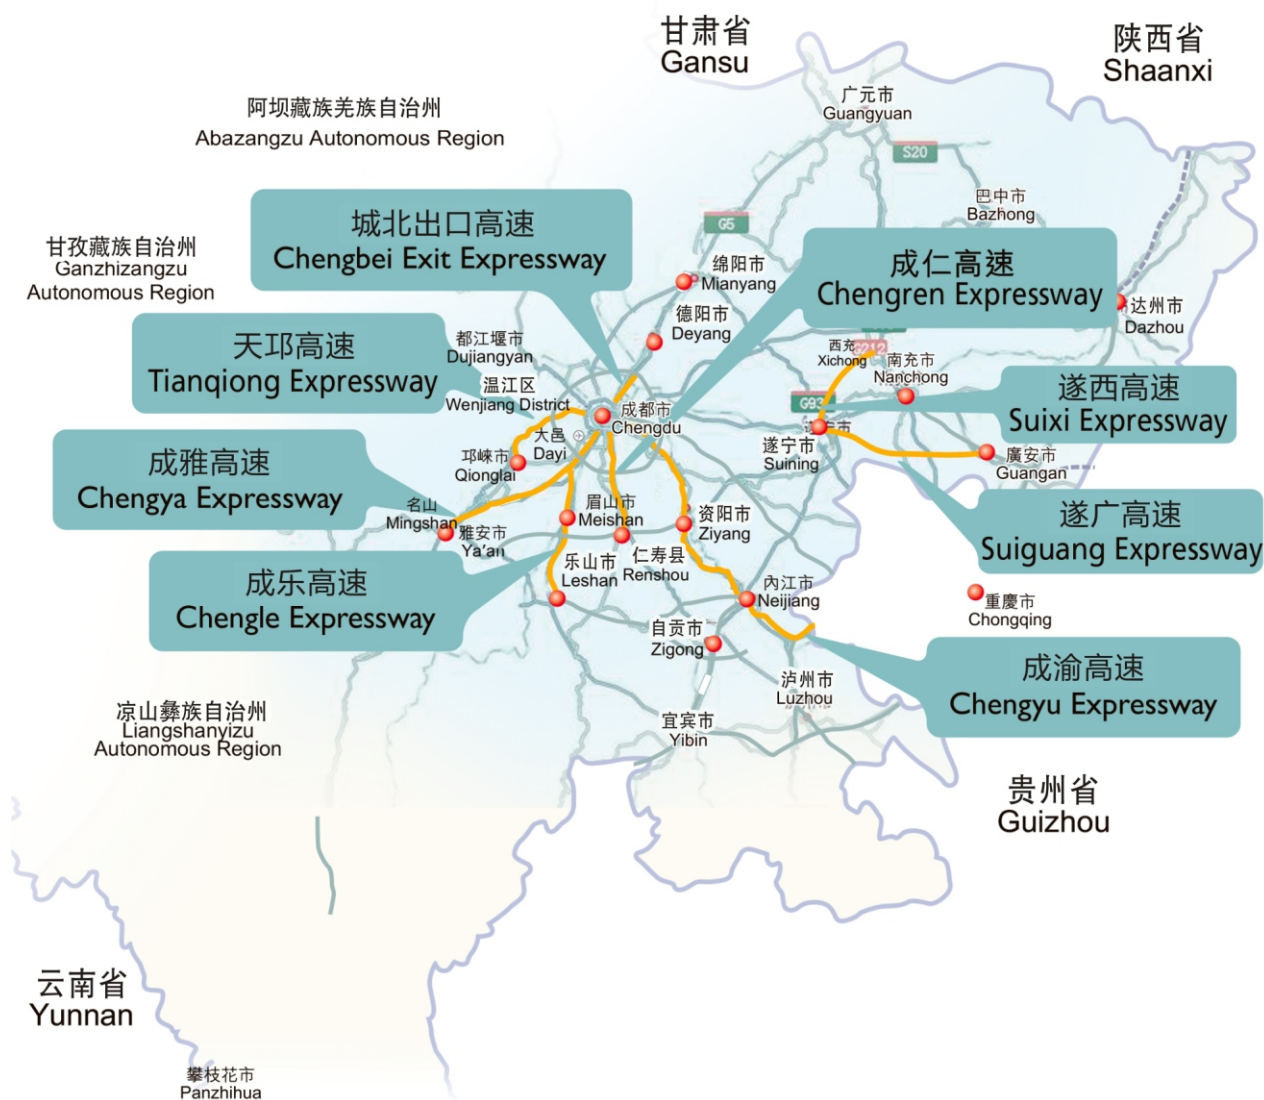 甘肃省
Gansu
陕西省
Shaanxi
广元市
Guangyuan
阿坝藏族羌族自治州
Abazangzu Autonomous Region
S20
巴中市
Bazhong
城北出口高速
Chengbei Exit Expressway
G5
甘孜藏族自治州
Ganzhizangzu
Autonomous Region
绵阳市
Mianyang
成仁高速
Chengren Expressway
达州市
Dazhou
德阳市
Deyang
天邛高速
Tianqiong Expressway
都江堰市
Dujiangyan
西充
Xichong
G212
南充市
Nanchong
温江区
Wenjiang District
G93
遂西高速
Suixi Expressway
成都市
Chengdu
大邑
Dayi
遂宁市
Suining
邛崃市
Qionglai
廣安市
Guangan
成雅高速
Chengya Expressway
名山
Mingshan
眉山市
Meishan
资阳市
Ziyang
遂广高速
Suiguang Expressway
雅安市
Ya'an
仁寿县
Renshou
乐山市
Leshan
成乐高速
Chengle Expressway
內江市
Neijiang
重慶市
Chongqing
自贡市
Zigong
成渝高速
Chengyu Expressway
泸州市
Luzhou
凉山彝族自治州
Liangshanyizu
Autonomous Region
宜宾市
Yibin
贵州省
Guizhou
云南省
Yunnan
攀枝花市
Panzhihua